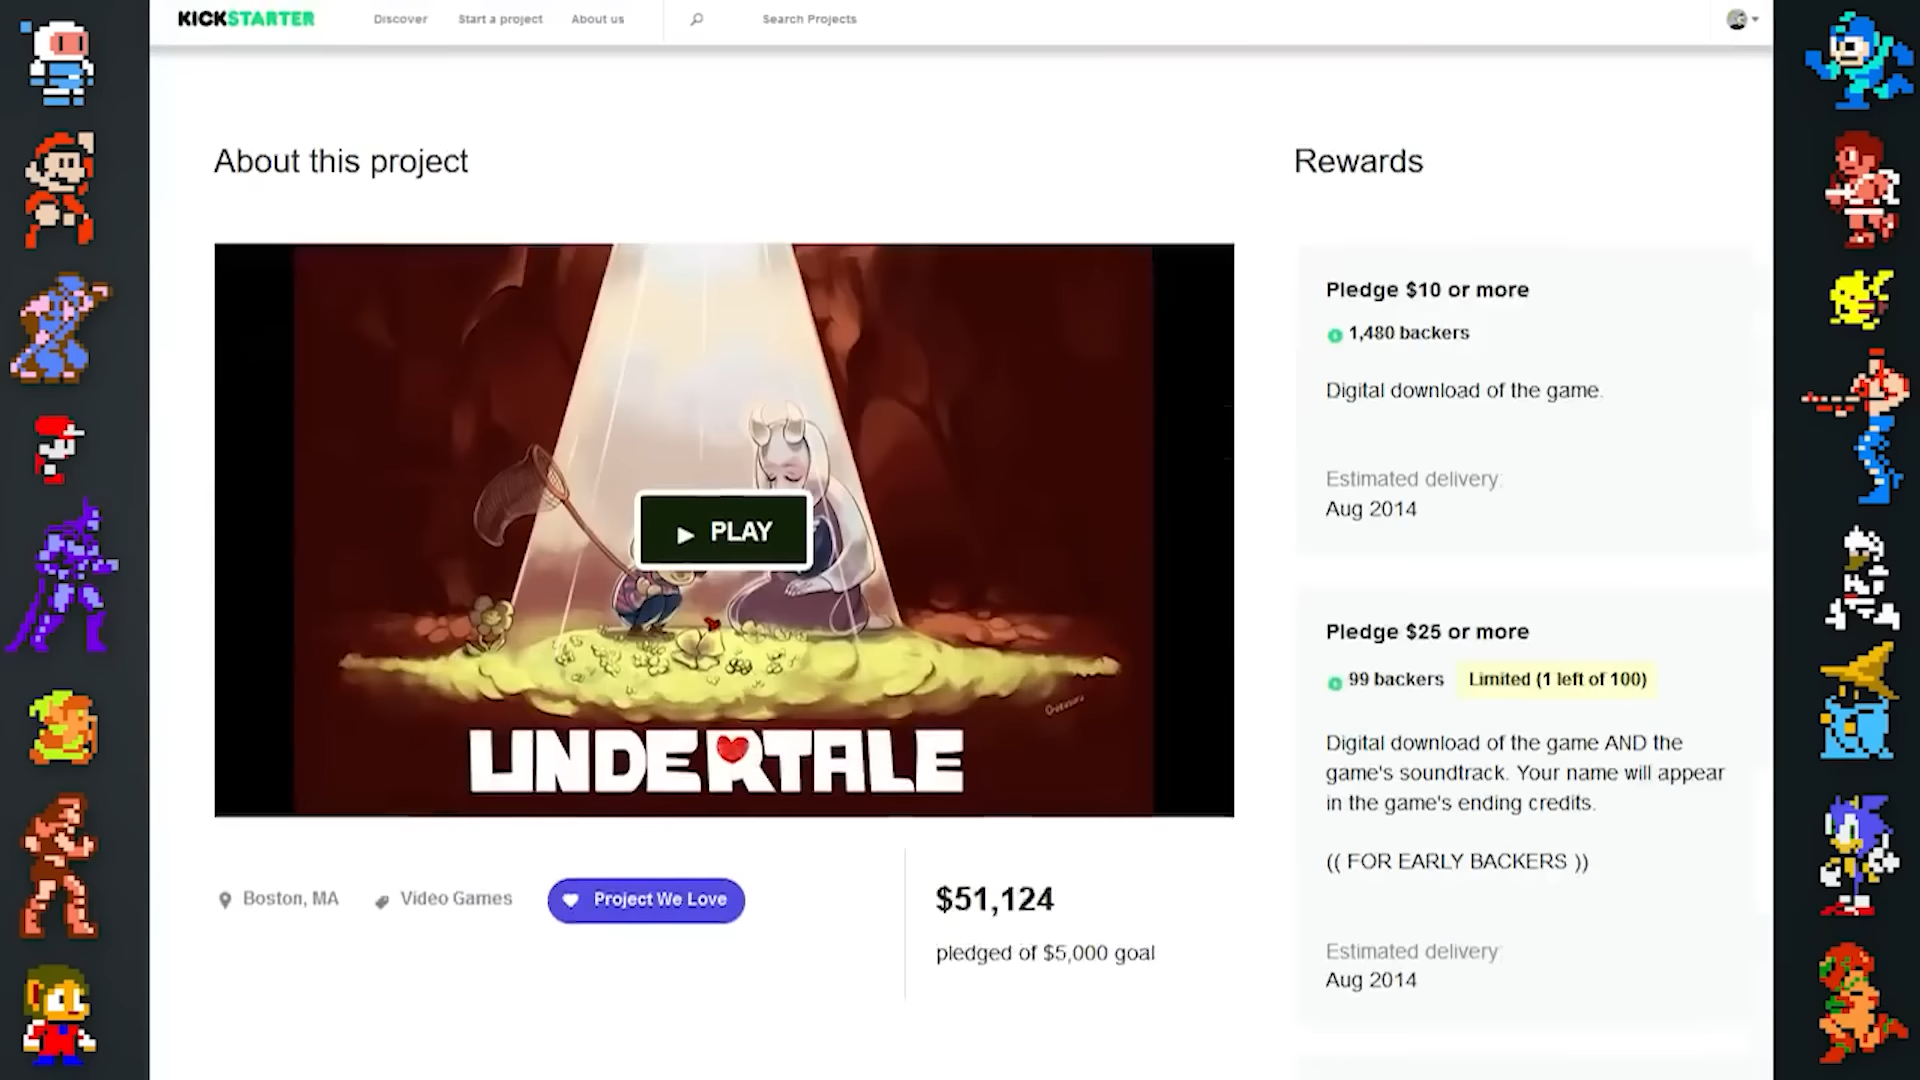 KICKSTARTER
Discover
Start a project
About us
Search Projects
About this project
Rewards
PLAY
UNDERTALE
Boston, MA
Video Games
Project We Love
$51,124
pledged of $5,000 goal
Pledge $10 or more
1,480 backers
Digital download of the game.
Estimated delivery:
Aug 2014
Pledge $25 or more
99 backers
Limited (1 left of 100)
Digital download of the game AND the
game's soundtrack. Your name will appear
in the game's ending credits.
(( FOR EARLY BACKERS ))
Estimated delivery:
Aug 2014